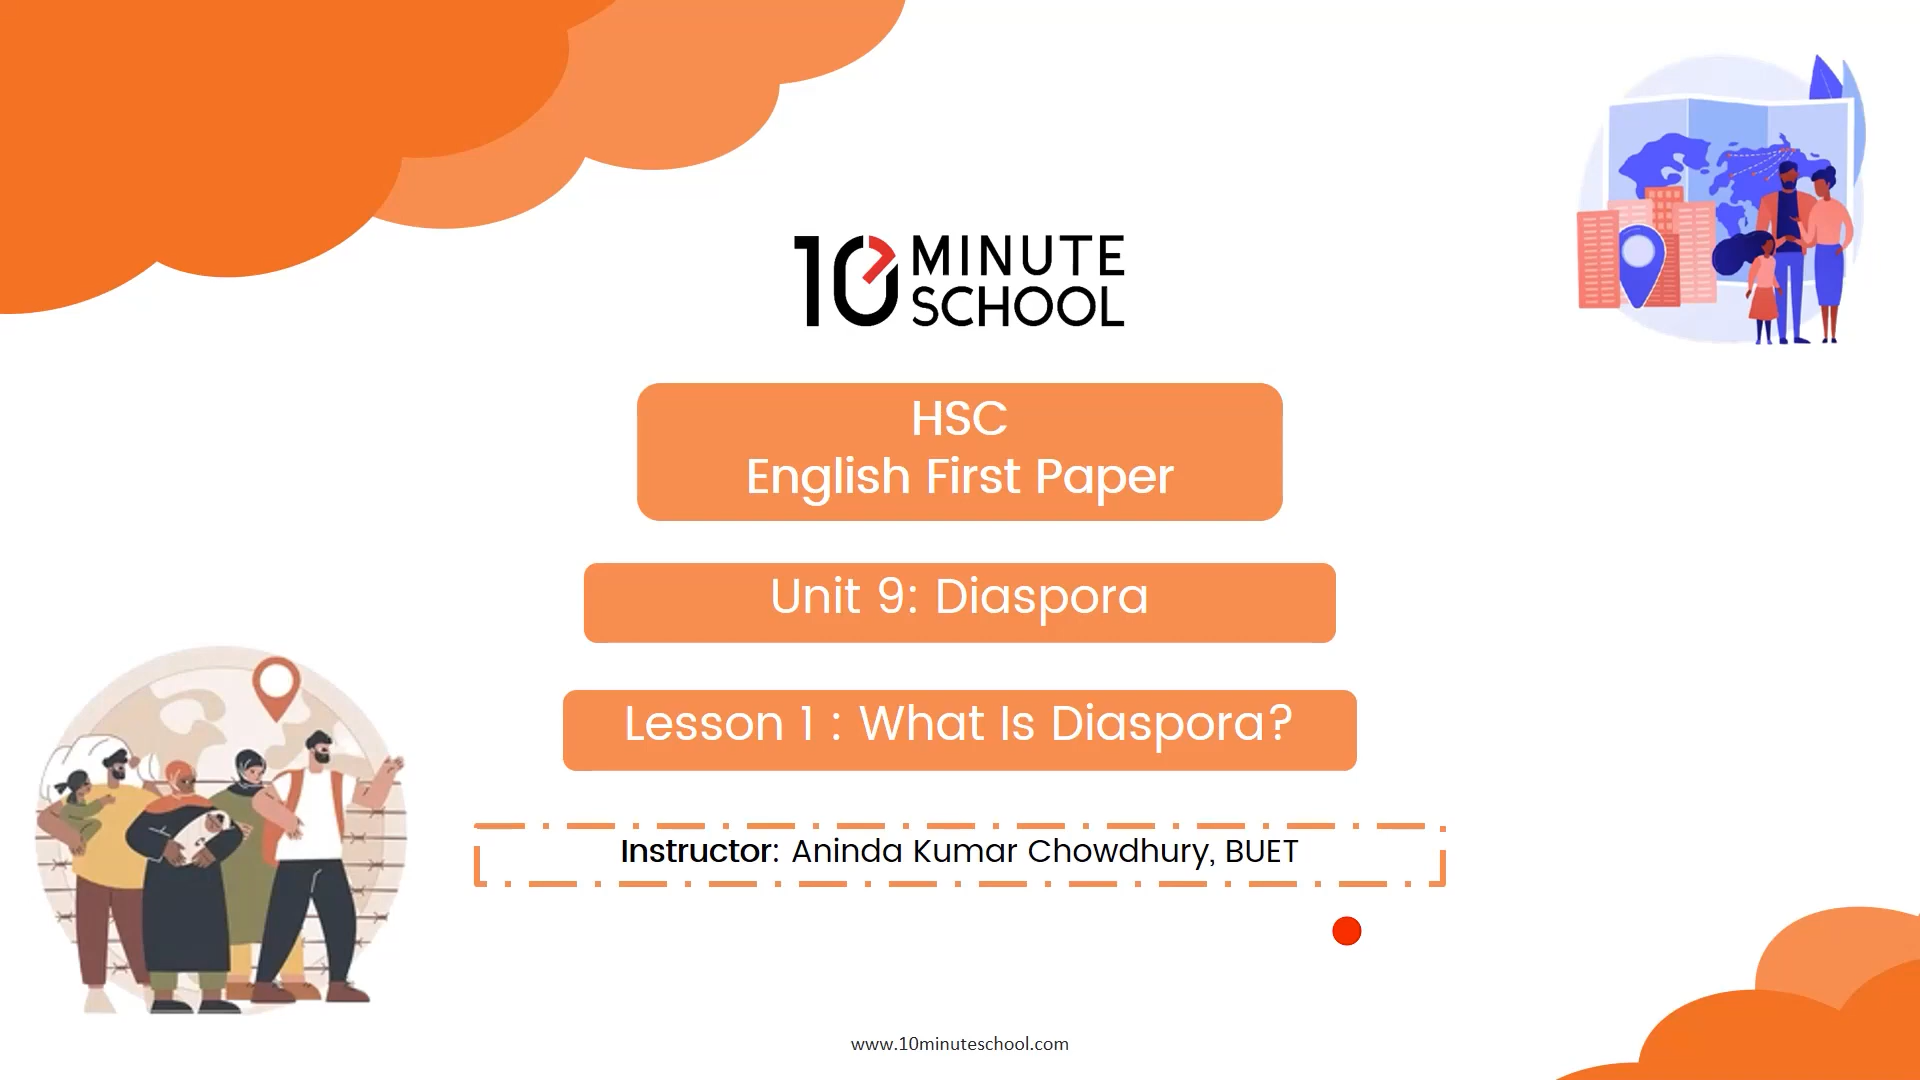 10 MINUTE
SCHOOL
HSC
English First Paper
Unit 9: Diaspora
Lesson 1 : What Is Diaspora?
Instructor: Aninda Kumar Chowdhury, BUET
www.10minuteschool.com